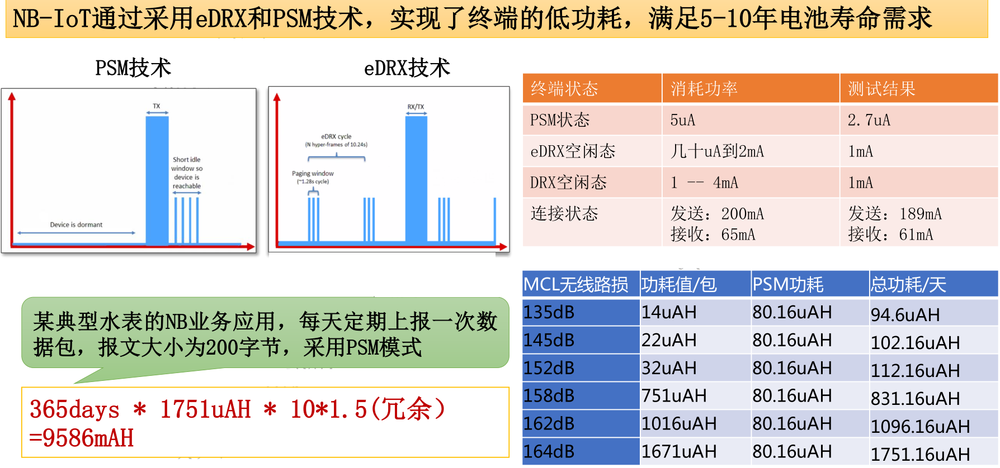 NB-IoT通过采用eDRX和PSM技术，实现了终端的低功耗，满足5-10年电池寿命需求
PSM技术
TX
Short idle
window so
device is
reachable
Device is dormant
eDRX技术
RX/TX
eDRX cycle
(N hyper-frames of 10.24s)
Paging window
(~1.28s cycle)
终端状态 消耗功率 测试结果
PSM状态 5uA 2.7uA
eDRX空闲态 几十uA到2mA 1mA
DRX空闲态 1 -- 4mA 1mA
连接状态 发送：200mA 发送：189mA
接收：65mA 接收：61mA
某典型水表的NB业务应用，每天定期上报一次数
据包，报文大小为200字节，采用PSM模式
365days * 1751uAH * 10*1.5(冗余）
=9586mAH
MCL无线路损 功耗值/包 PSM功耗 总功耗/天
135dB 14uAH 80.16uAH 94.6uAH
145dB 22uAH 80.16uAH 102.16uAH
152dB 32uAH 80.16uAH 112.16uAH
158dB 751uAH 80.16uAH 831.16uAH
162dB 1016uAH 80.16uAH 1096.16uAH
164dB 1671uAH 80.16uAH 1751.16uAH